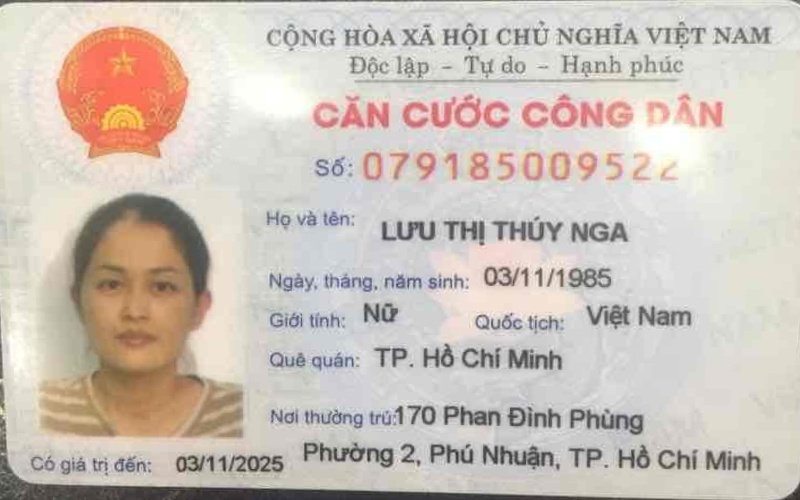 CỘNG HÒA XÃ HỘI CHỦ NGHĨA VIỆT NAM
Độc lập - Tự do - Hạnh phúc
CĂN CƯỚC CÔNG DÂN
Số: 079185009522
Họ và tên: LƯU THỊ THÚY NGA
Ngày, tháng, năm sinh: 03/11/1985
Giới tính: Nữ Quốc tịch: Việt Nam
Quê quán: TP. Hồ Chí Minh
Nơi thường trú: 170 Phan Đình Phùng
Phường 2, Phú Nhuận, TP. Hồ Chí Minh
Có giá trị đến: 03/11/2025